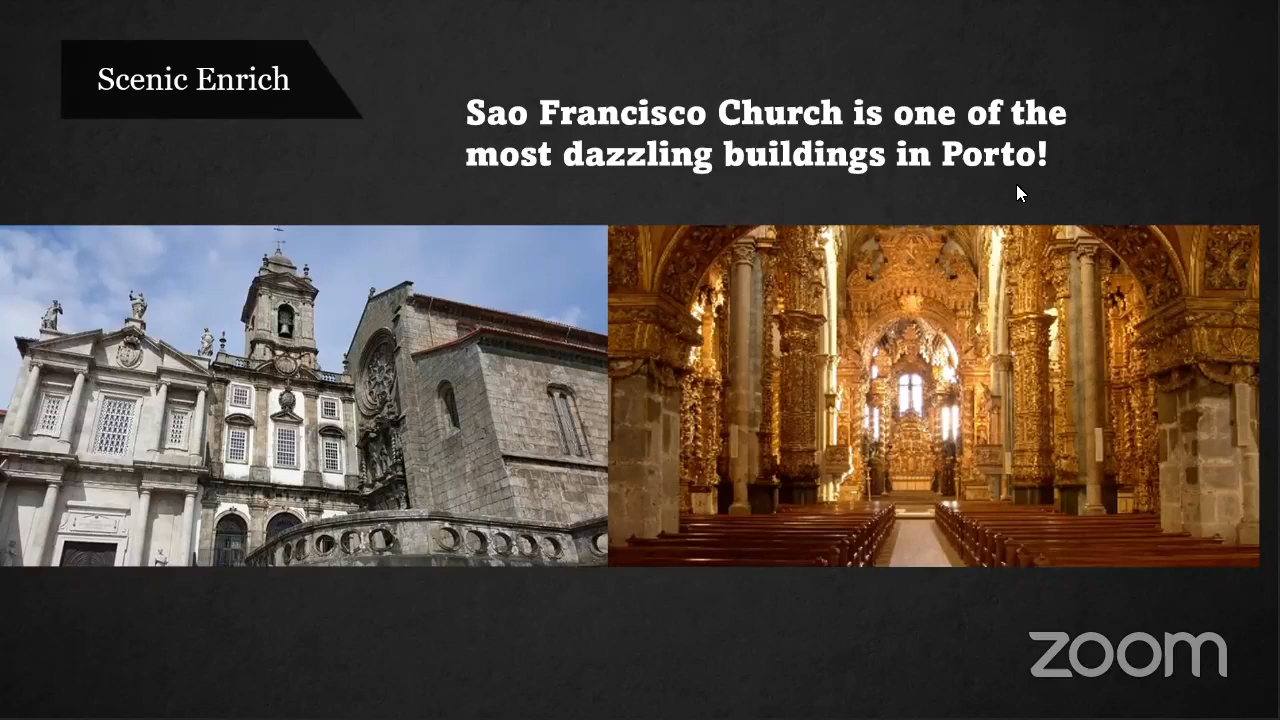 Scenic Enrich
Sao Francisco Church is one of the
most dazzling buildings in Porto!
zoom